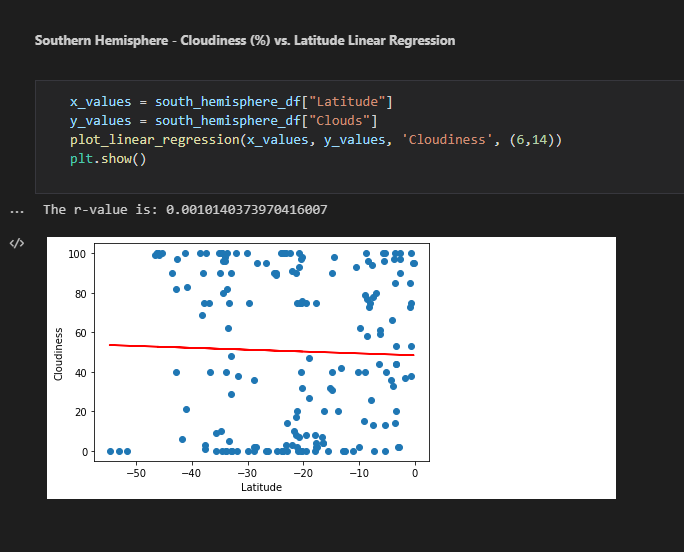 Southern Hemisphere - Cloudiness (%) vs. Latitude Linear Regression
x_values = south_hemisphere_df["Latitude"]
y_values = south_hemisphere_df["Clouds"]
plot_linear_regression(x_values, y_values, 'Cloudiness', (6,14))
plt.show()
...
The r-value is: 0.0010140373970416007
</>
100
80
60
40
20
0
Cloudiness
−50 −40 −30 −20 −10 0
Latitude